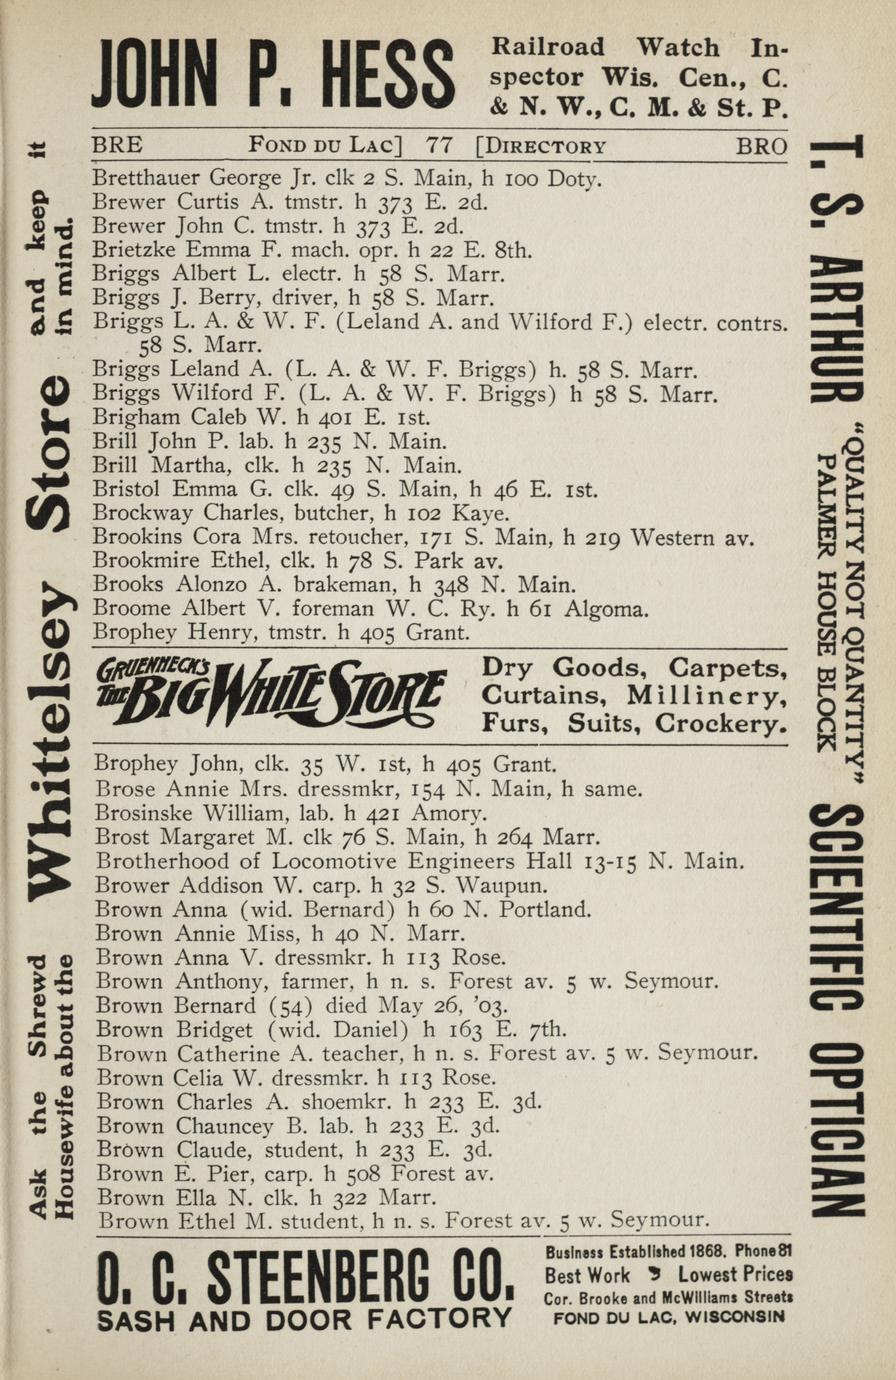 JOHN P. HESS
Railroad Watch In-
spector Wis. Cen., C.
& N. W., C. M. & St. P.
BRE FOND DU LAC] 77 [DIRECTORY BRO
Bretthauer George Jr. clk 2 S. Main, h 100 Doty.
Brewer Curtis A. tmstr. h 373 E. 2d.
Brewer John C. tmstr. h 373 E. 2d.
Brietzke Emma F. mach. opr. h 22 E. 8th.
Briggs Albert L. electr. h 58 S. Marr.
Briggs J. Berry, driver, h 58 S. Marr.
Briggs L. A. & W. F. (Leland A. and Wilford F.) electr. contrs.
58 S. Marr.
Briggs Leland A. (L. A. & W. F. Briggs) h. 58 S. Marr.
Briggs Wilford F. (L. A. & W. F. Briggs) h 58 S. Marr.
Brigham Caleb W. h 401 E. 1st.
Brill John P. lab. h 235 N. Main.
Brill Martha, clk. h 235 N. Main.
Bristol Emma G. clk. 49 S. Main, h 46 E. 1st.
Brockway Charles, butcher, h 102 Kaye.
Brookins Cora Mrs. retoucher, 171 S. Main, h 219 Western av.
Brookmire Ethel, clk. h 78 S. Park av.
Brooks Alonzo A. brakeman, h 348 N. Main.
Broome Albert V. foreman W. C. Ry. h 61 Algoma.
Brophey Henry, tmstr. h 405 Grant.
GRUENHECK'S
THE BIG WHITE STORE
Dry Goods, Carpets,
Curtains, Millinery,
Furs, Suits, Crockery.
Brophey John, clk. 35 W. 1st, h 405 Grant.
Brose Annie Mrs. dressmkr, 154 N. Main, h same.
Brosinske William, lab. h 421 Amory.
Brost Margaret M. clk 76 S. Main, h 264 Marr.
Brotherhood of Locomotive Engineers Hall 13-15 N. Main.
Brower Addison W. carp. h 32 S. Waupun.
Brown Anna (wid. Bernard) h 60 N. Portland.
Brown Annie Miss, h 40 N. Marr.
Brown Anna V. dressmkr. h 113 Rose.
Brown Anthony, farmer, h n. s. Forest av. 5 w. Seymour.
Brown Bernard (54) died May 26, '03.
Brown Bridget (wid. Daniel) h 163 E. 7th.
Brown Catherine A. teacher, h n. s. Forest av. 5 w. Seymour.
Brown Celia W. dressmkr. h 113 Rose.
Brown Charles A. shoemkr. h 233 E. 3d.
Brown Chauncey B. lab. h 233 E. 3d.
Brown Claude, student, h 233 E. 3d.
Brown E. Pier, carp. h 508 Forest av.
Brown Ella N. clk. h 322 Marr.
Brown Ethel M. student, h n. s. Forest av. 5 w. Seymour.
O. C. STEENBERG CO.
SASH AND DOOR FACTORY
Business Established 1868. Phone 81
Best Work Lowest Prices
Cor. Brooke and McWilliams Streets
FOND DU LAC, WISCONSIN
Ask the Shrewd
Housewife about the
Whittelsey Store
and keep it
in mind.
T. S. ARTHUR
"QUALITY NOT QUANTITY"
PALMER HOUSE BLOCK
SCIENTIFIC OPTICIAN